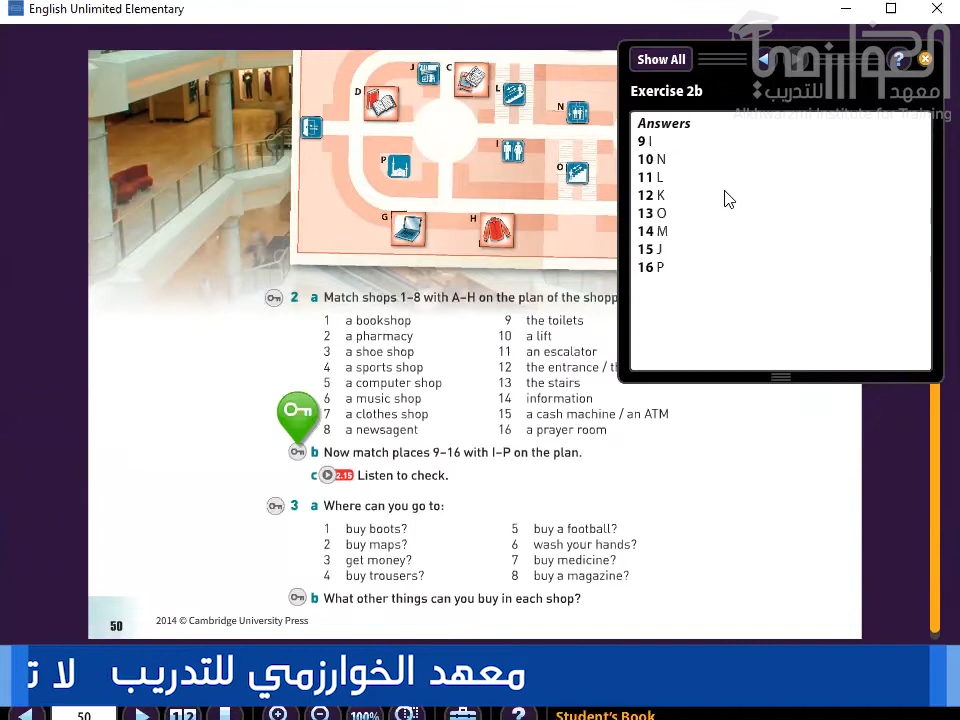 English Unlimited Elementary
الخوارزمي
معهد للتدريب
Alkhwarizmi Institute for Training
J C
D L N
I
P O
G H
Show All ?
Exercise 2b
Answers
9 I
10 N
11 L
12 K
13 O
14 M
15 J
16 P
2 a Match shops 1–8 with A–H on the plan of the shopp
1 a bookshop
2 a pharmacy
3 a shoe shop
4 a sports shop
5 a computer shop
6 a music shop
7 a clothes shop
8 a newsagent
9 the toilets
10 a lift
11 an escalator
12 the entrance / th
13 the stairs
14 information
15 a cash machine / an ATM
16 a prayer room
b Now match places 9–16 with I–P on the plan.
c 2.15 Listen to check.
3 a Where can you go to:
1 buy boots?
2 buy maps?
3 get money?
4 buy trousers?
5 buy a football?
6 wash your hands?
7 buy medicine?
8 buy a magazine?
b What other things can you buy in each shop?
50 2014 © Cambridge University Press
معهد الخوارزمي للتدريب لا ت
50 1 2 100% ? Student's Book